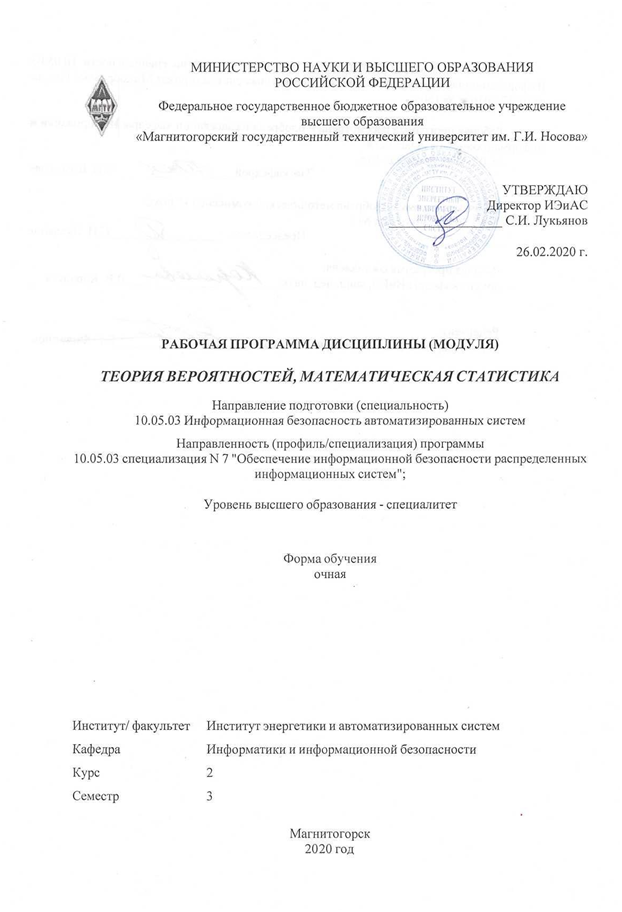 МИНИСТЕРСТВО НАУКИ И ВЫСШЕГО ОБРАЗОВАНИЯ
РОССИЙСКОЙ ФЕДЕРАЦИИ
Федеральное государственное бюджетное образовательное учреждение
высшего образования
«Магнитогорский государственный технический университет им. Г.И. Носова»
УТВЕРЖДАЮ
Директор ИЭиАС
С.И. Лукьянов
26.02.2020 г.
РАБОЧАЯ ПРОГРАММА ДИСЦИПЛИНЫ (МОДУЛЯ)
ТЕОРИЯ ВЕРОЯТНОСТЕЙ, МАТЕМАТИЧЕСКАЯ СТАТИСТИКА
Направление подготовки (специальность)
10.05.03 Информационная безопасность автоматизированных систем
Направленность (профиль/специализация) программы
10.05.03 специализация N 7 "Обеспечение информационной безопасности распределенных
информационных систем";
Уровень высшего образования - специалитет
Форма обучения
очная
Институт/ факультет Институт энергетики и автоматизированных систем
Кафедра Информатики и информационной безопасности
Курс 2
Семестр 3
Магнитогорск
2020 год